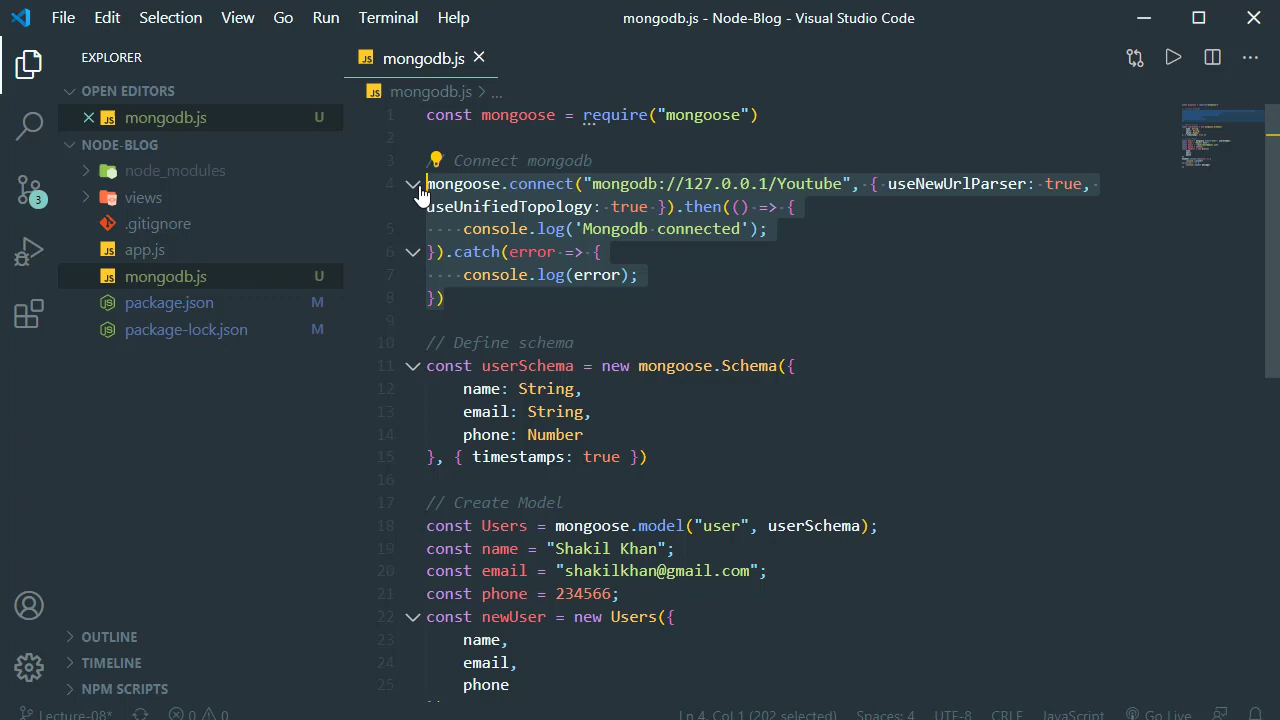 File Edit Selection View Go Run Terminal Help mongodb.js - Node-Blog - Visual Studio Code
EXPLORER
OPEN EDITORS
mongodb.js U
NODE-BLOG
node_modules
views
.gitignore
app.js
mongodb.js U
package.json M
package-lock.json M
OUTLINE
TIMELINE
NPM SCRIPTS
3
JS mongodb.js
JS mongodb.js > ...
1 const mongoose = require("mongoose")
2
3 // Connect mongodb
4 mongoose.connect("mongodb://127.0.0.1/Youtube", { useNewUrlParser: true,
useUnifiedTopology: true }).then(() => {
5 console.log('Mongodb connected');
6 }).catch(error => {
7 console.log(error);
8 })
9
10 // Define schema
11 const userSchema = new mongoose.Schema({
12 name: String,
13 email: String,
14 phone: Number
15 }, { timestamps: true })
16
17 // Create Model
18 const Users = mongoose.model("user", userSchema);
19 const name = "Shakil Khan";
20 const email = "shakilkhan@gmail.com";
21 const phone = 234566;
22 const newUser = new Users({
23 name,
24 email,
25 phone
Lecture-08* 0 0 Ln 4, Col 1 (202 selected) Spaces: 4 UTF-8 CRLF JavaScript Go Live